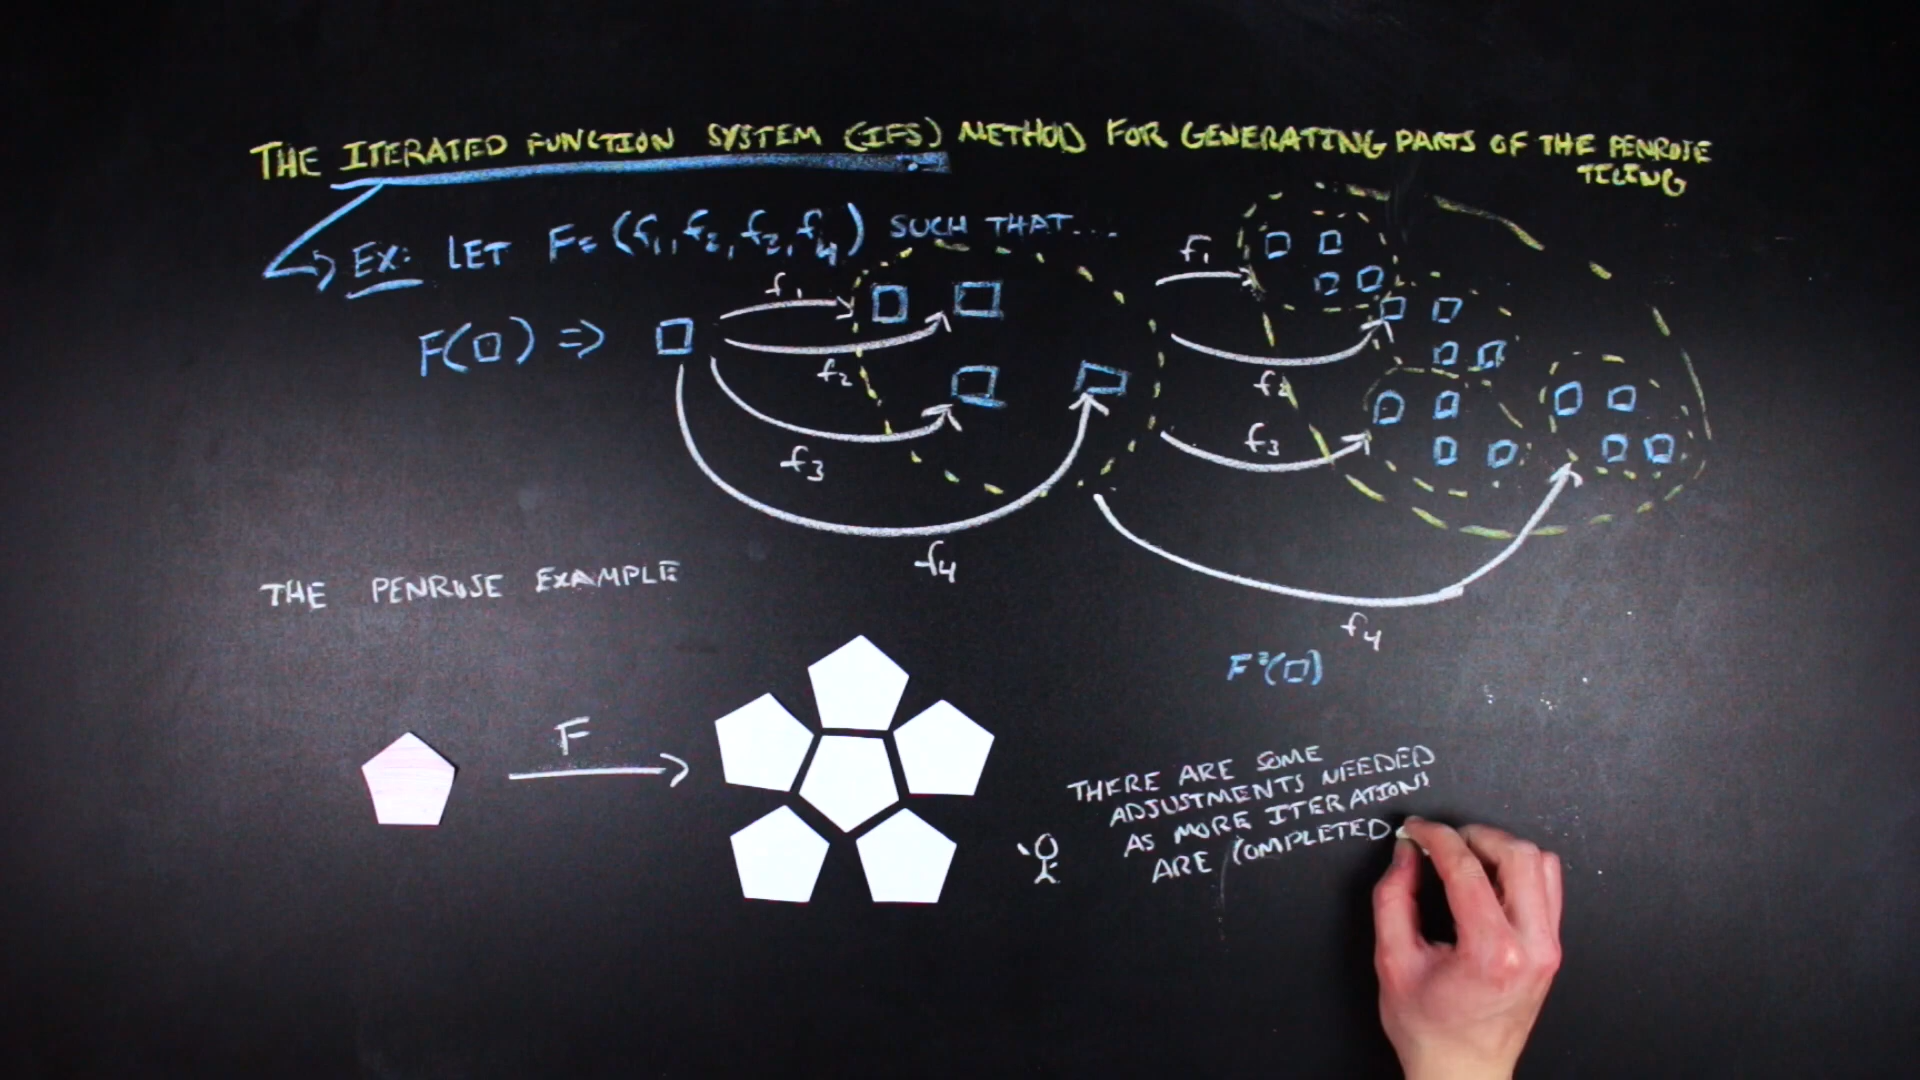 THE ITERATED FUNCTION SYSTEM (IFS) METHOD FOR GENERATING PARTS OF THE PENROSE
TILING
EX: LET F=(f₁,f₂,f₃,f₄) SUCH THAT...
F(□) ⇒
f₁
f₂
f₃
f₄
f₁
f₂
f₃
f₄
F²(□)
THE PENROSE EXAMPLE
F
THERE ARE SOME
ADJUSTMENTS NEEDED
AS MORE ITERATIONS
ARE COMPLETED